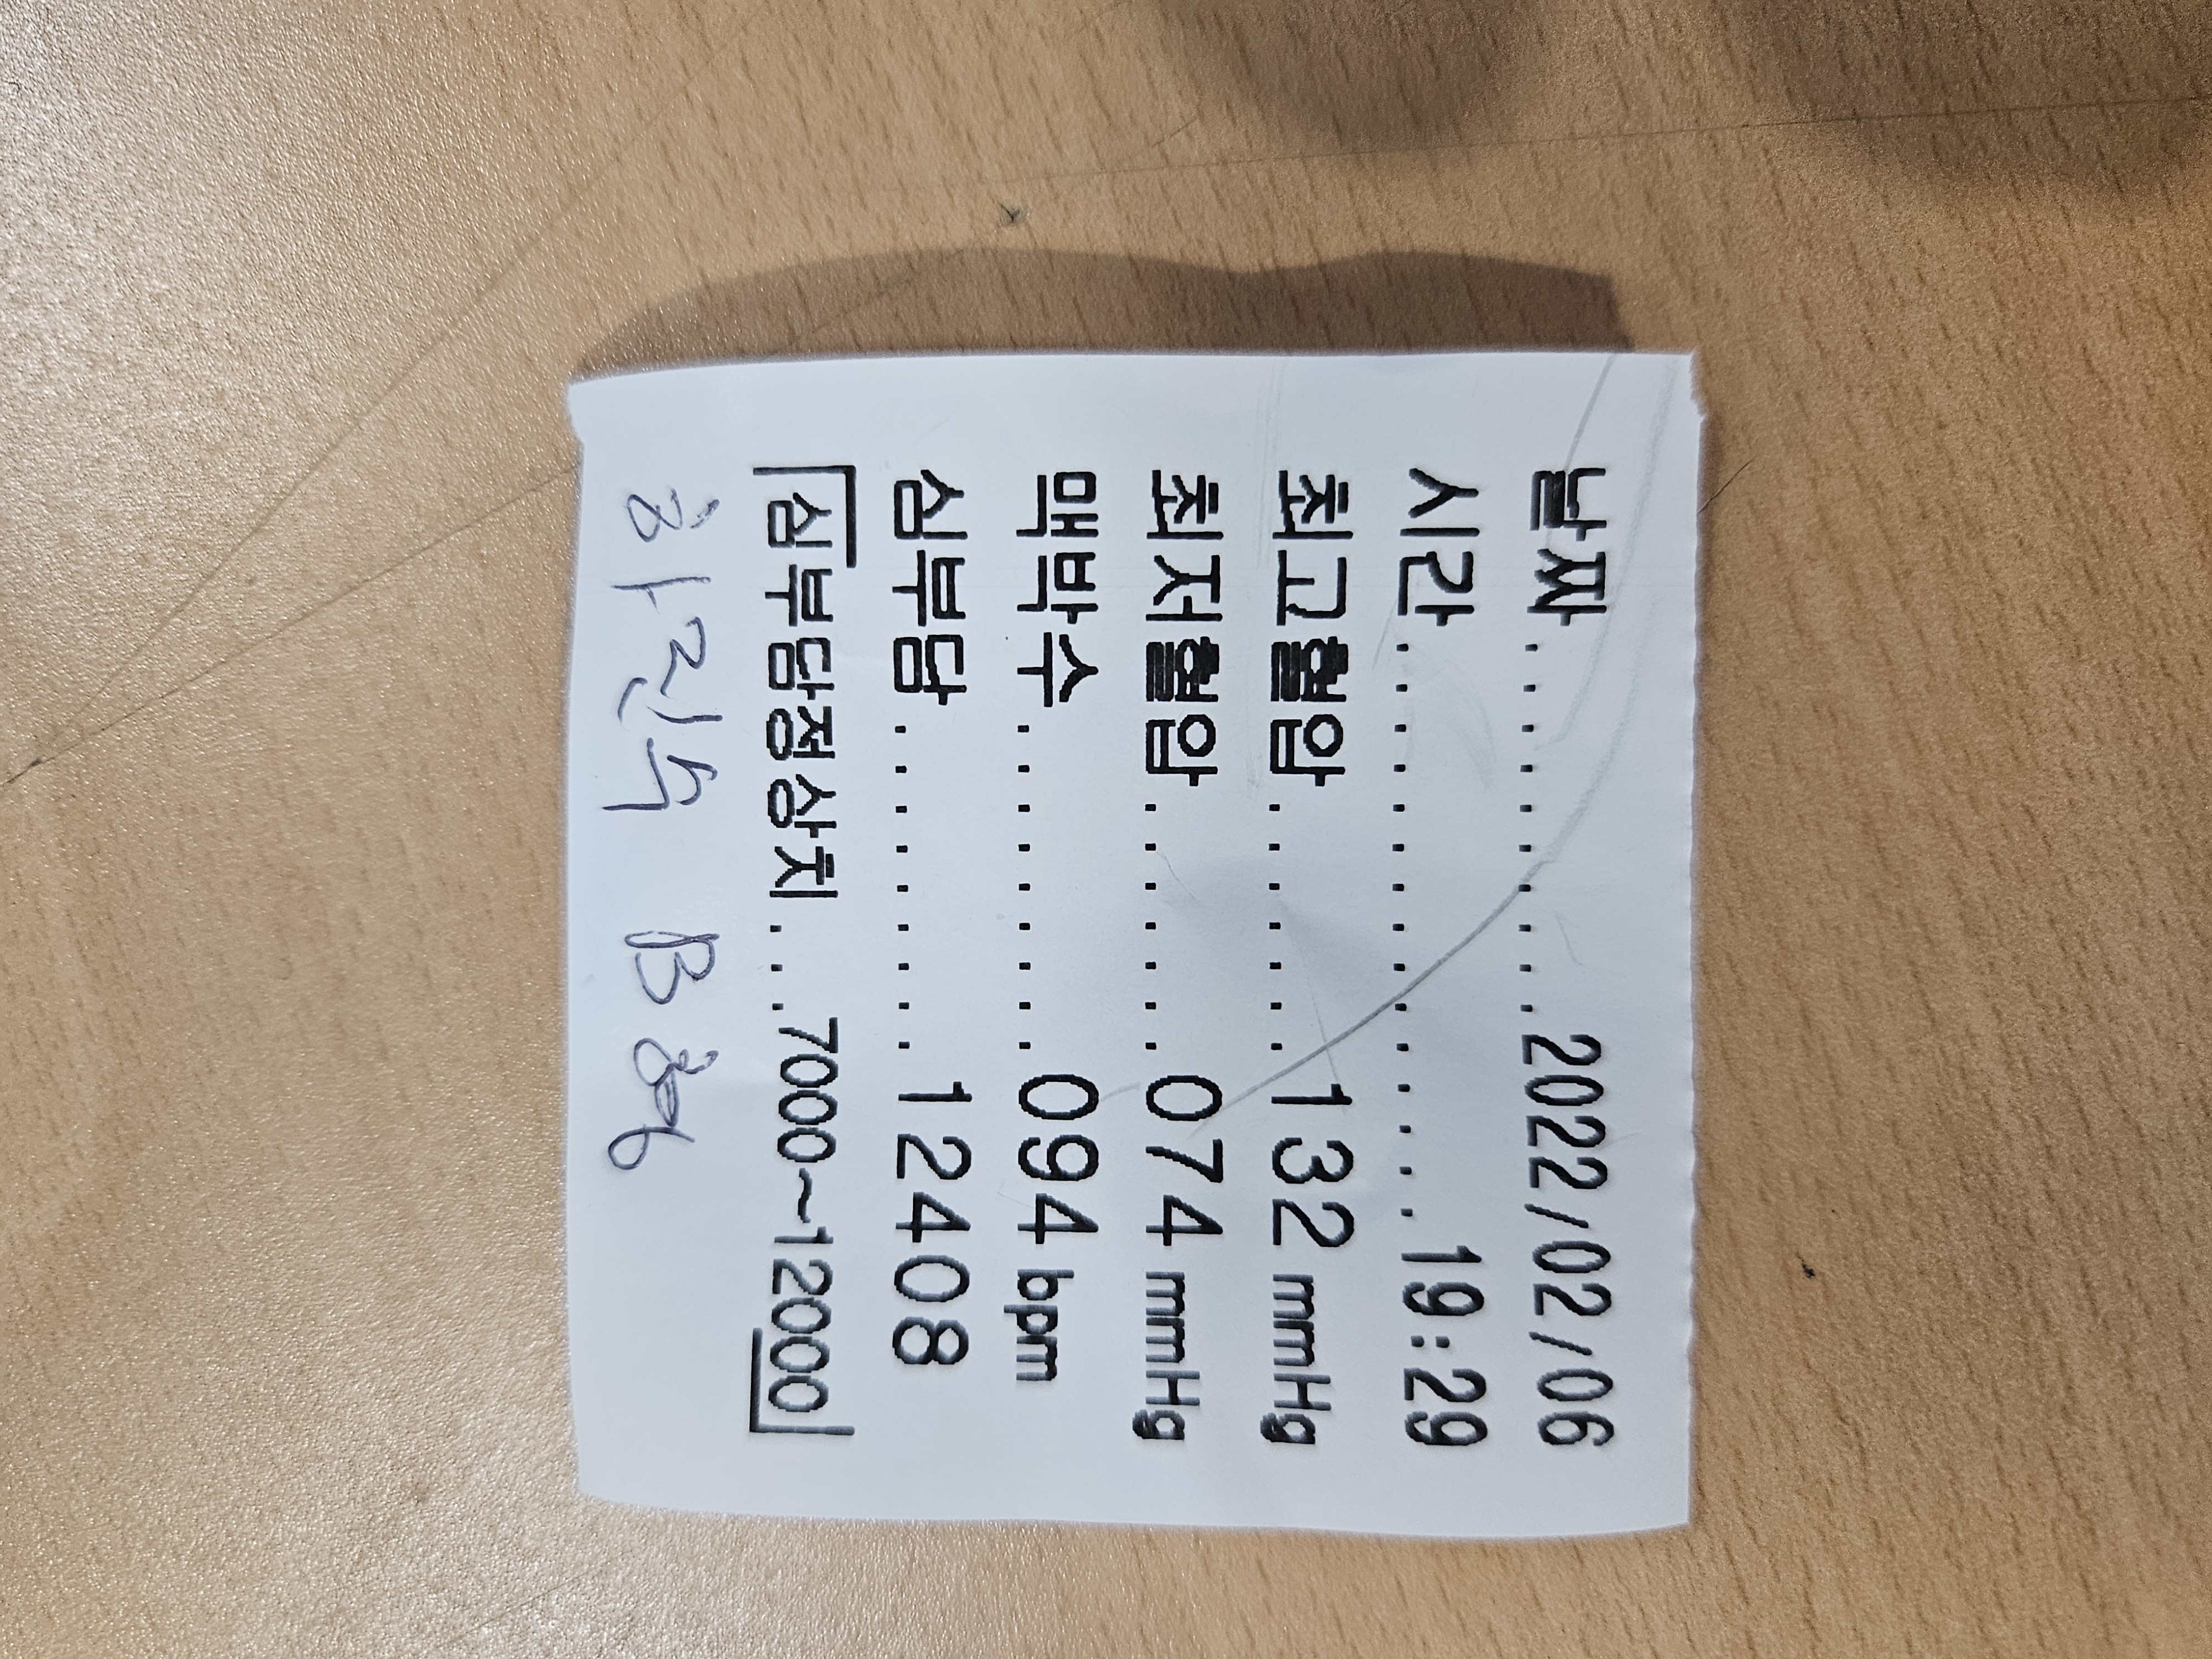 날짜..........2022/02/06
시간...............19:29
최고혈압.......132 mmHg
최저혈압.......074 mmHg
맥박수.........094 bpm
심부담.........12408
「심부담정상치...7000~12000」
B형